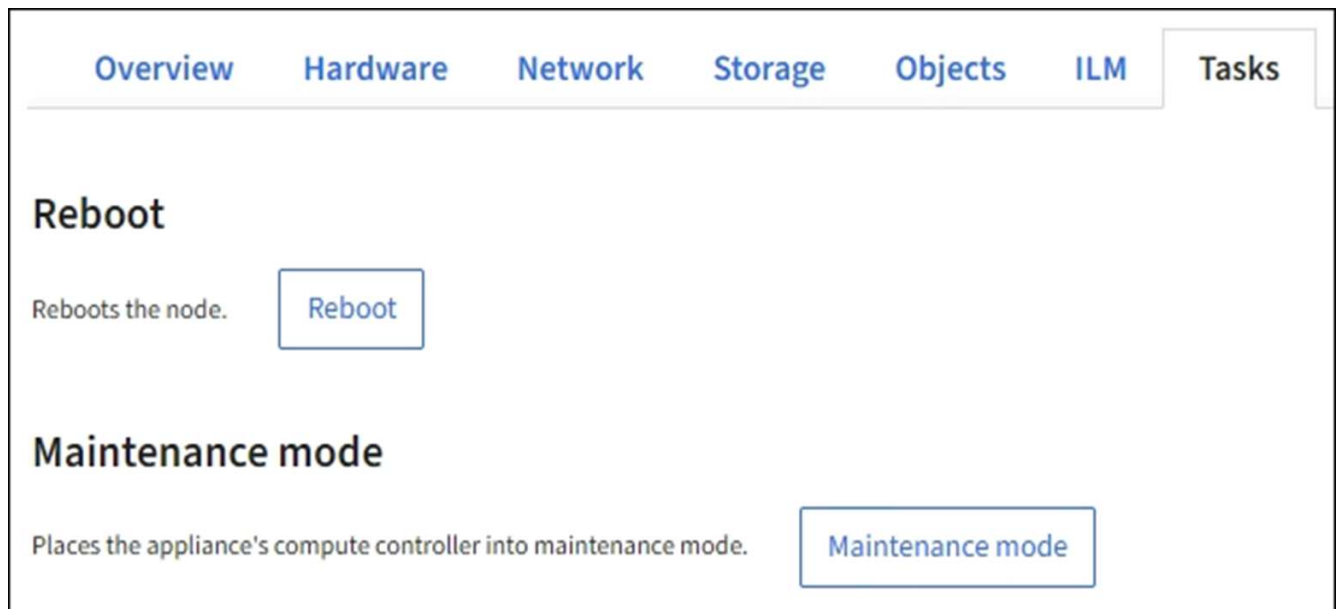 Overview Hardware Network Storage Objects ILM Tasks
Reboot
Reboots the node. Reboot
Maintenance mode
Places the appliance's compute controller into maintenance mode. Maintenance mode